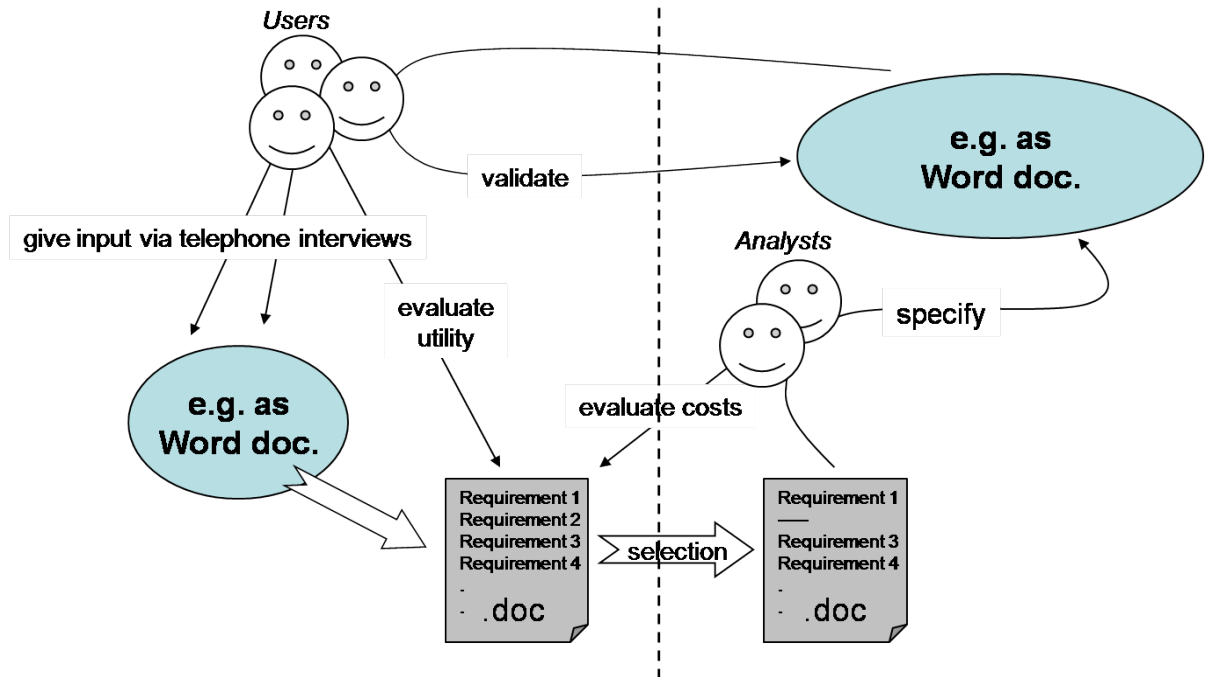 Users
e.g. as
Word doc.
validate
give input via telephone interviews
Analysts
specify
evaluate
utility
e.g. as
Word doc.
evaluate costs
Requirement 1
Requirement 2
Requirement 3
Requirement 4
-
- .doc
selection
Requirement 1
Requirement 3
Requirement 4
-
- .doc